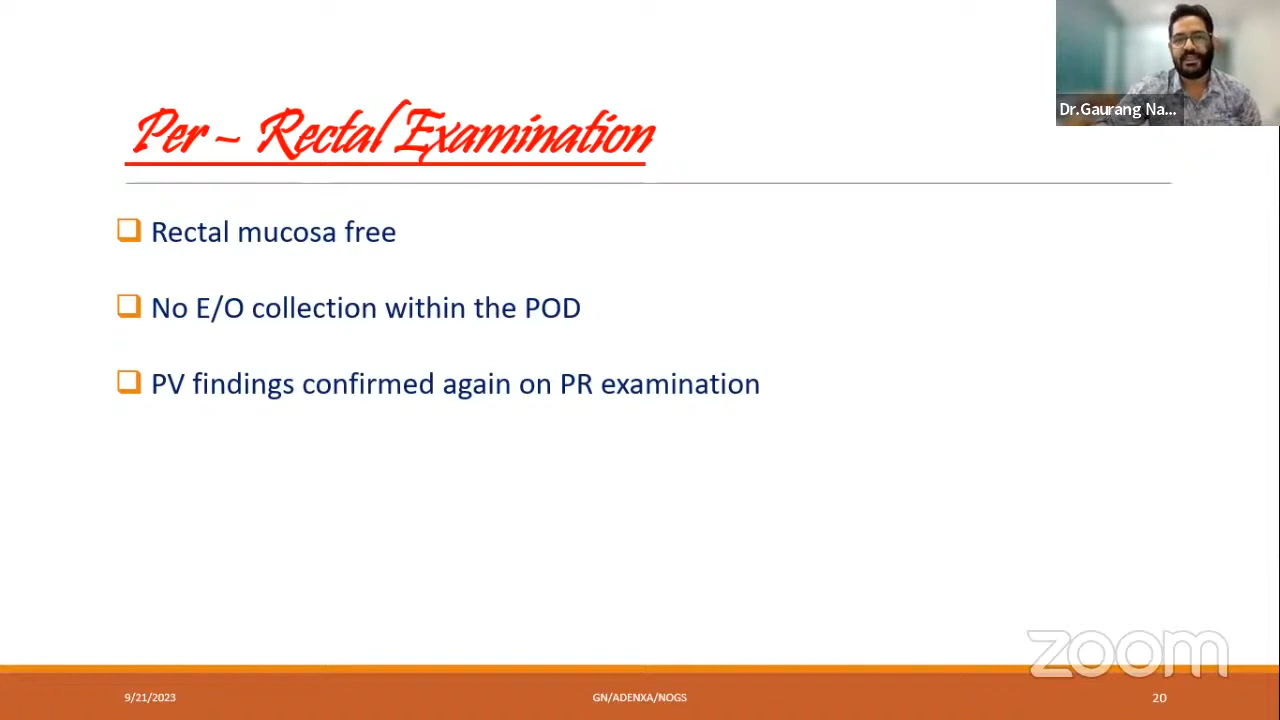 Dr.Gaurang Na...
Per – Rectal Examination
Rectal mucosa free
No E/O collection within the POD
PV findings confirmed again on PR examination
zoom
9/21/2023
GN/ADENXA/NOGS
20